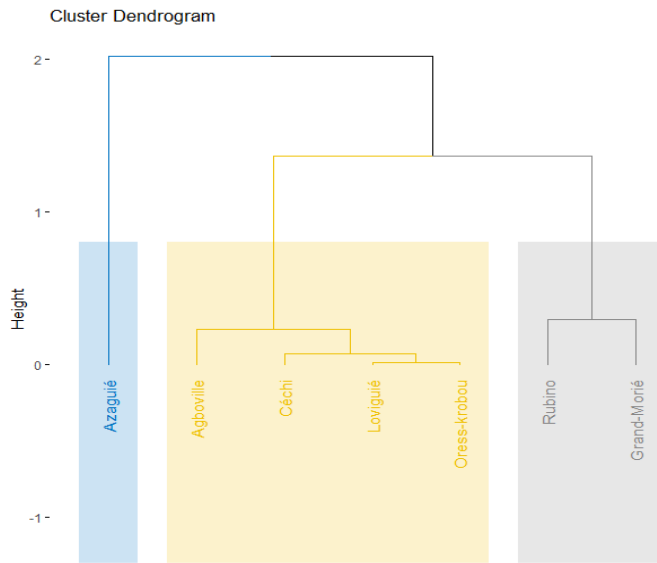 Cluster Dendrogram
Height
2
1
0
-1
Azaguié
Agboville
Céchi
Loviguié
Oress-krobou
Rubino
Grand-Morié